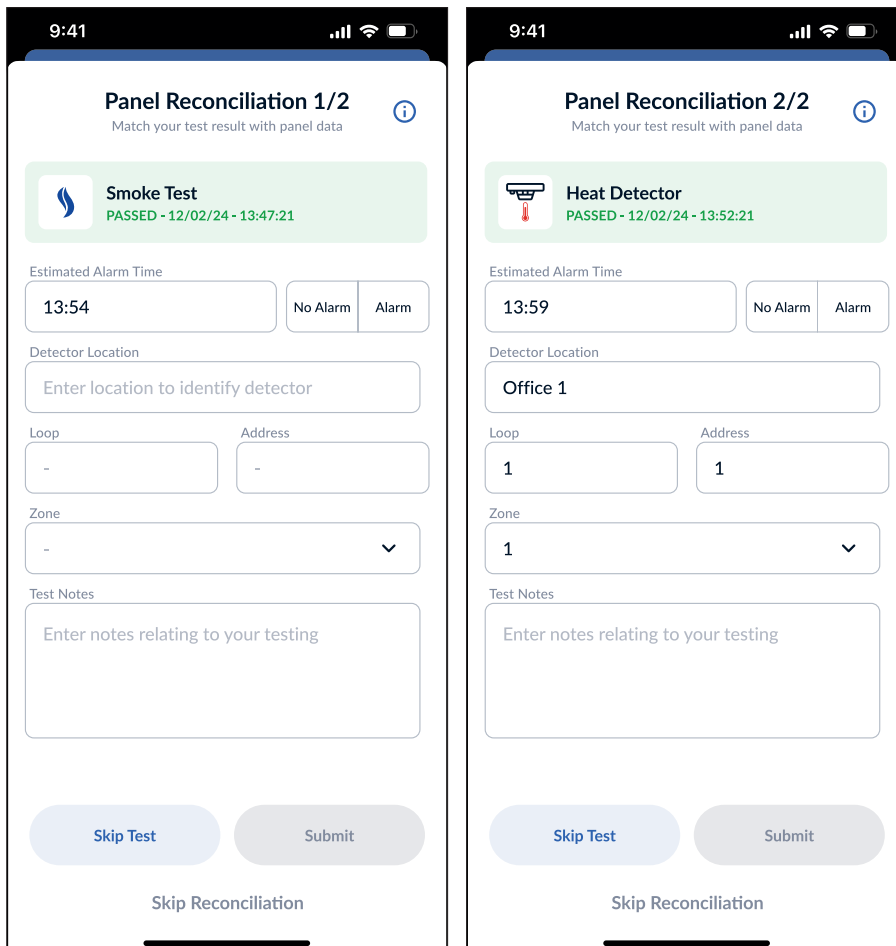 9:41
Panel Reconciliation 1/2
Match your test result with panel data
Smoke Test
PASSED - 12/02/24 - 13:47:21
Estimated Alarm Time
13:54
No Alarm
Alarm
Detector Location
Enter location to identify detector
Loop
Address
-
-
Zone
-
Test Notes
Enter notes relating to your testing
Skip Test
Submit
Skip Reconciliation
9:41
Panel Reconciliation 2/2
Match your test result with panel data
Heat Detector
PASSED - 12/02/24 - 13:52:21
Estimated Alarm Time
13:59
No Alarm
Alarm
Detector Location
Office 1
Loop
Address
1
1
Zone
1
Test Notes
Enter notes relating to your testing
Skip Test
Submit
Skip Reconciliation